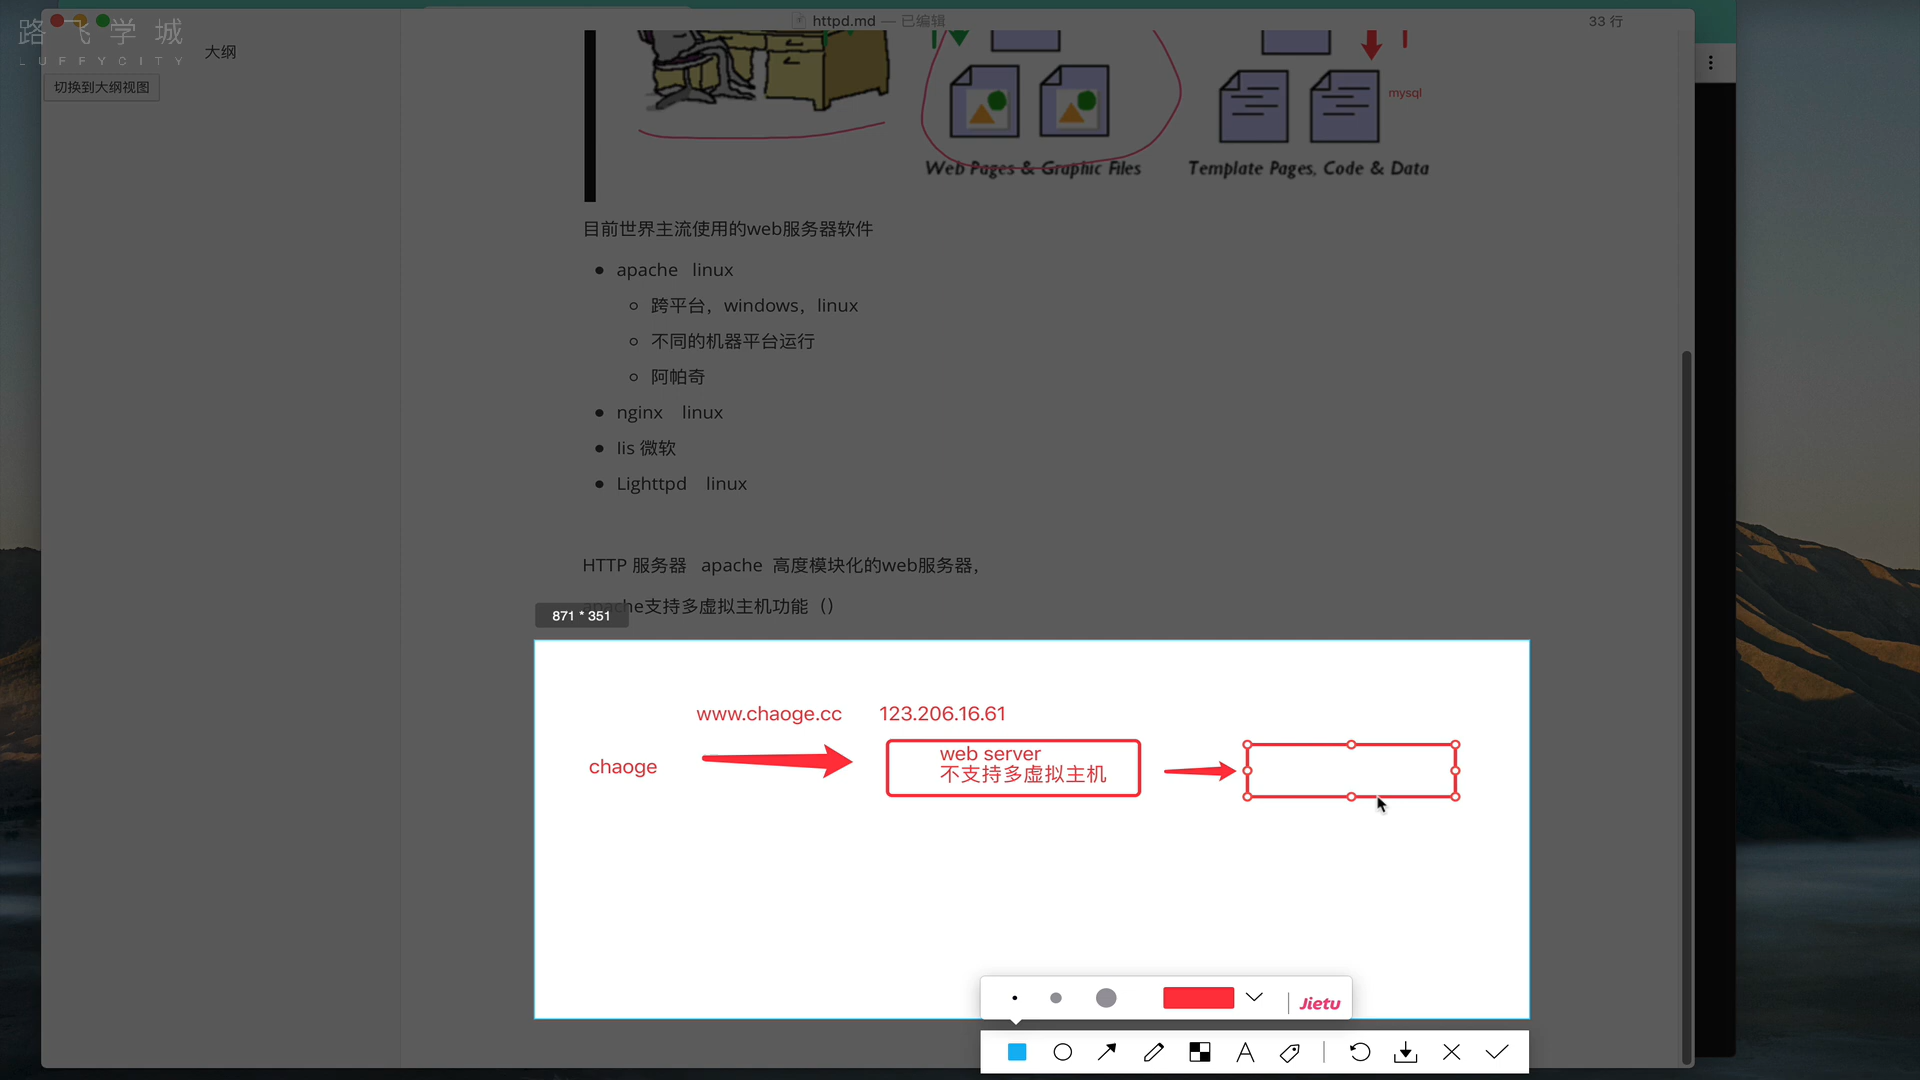 路飞学城
LUFFYCITY
大纲
切换到大纲视图
httpd.md — 已编辑
33 行
mysql
Web Pages & Graphic Files
Template Pages, Code & Data
目前世界主流使用的web服务器软件
apache linux
跨平台，windows，linux
不同的机器平台运行
阿帕奇
nginx linux
Iis 微软
Lighttpd linux
HTTP 服务器 apache 高度模块化的web服务器，
apache支持多虚拟主机功能（）
871 * 351
www.chaoge.cc 123.206.16.61
chaoge
web server
不支持多虚拟主机
Jietu
A